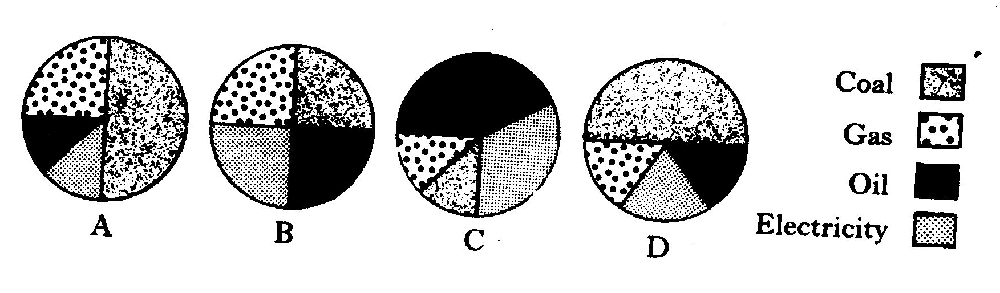 A
B
C
D
Coal
Gas
Oil
Electricity